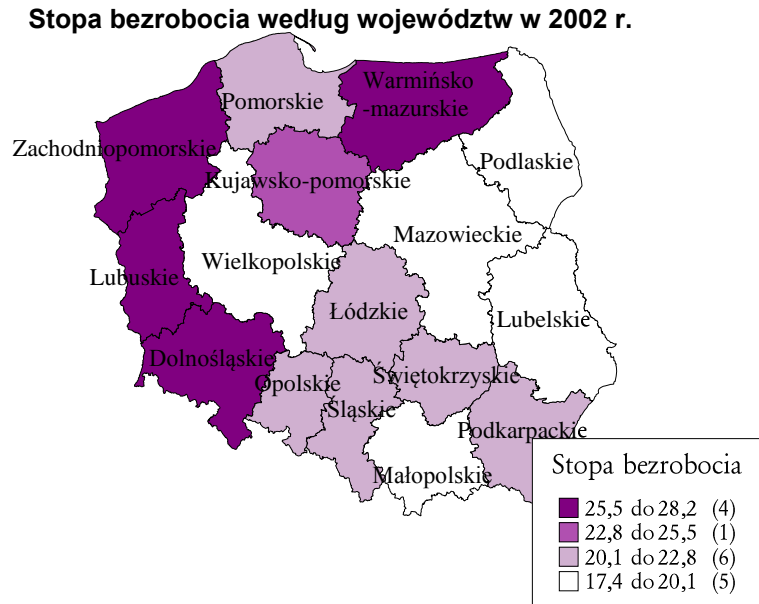 Stopa bezrobocia według województw w 2002 r.
Warmińsko
-mazurskie
Pomorskie
Zachodniopomorskie
Podlaskie
Kujawsko-pomorskie
Mazowieckie
Wielkopolskie
Lubuskie
Łódzkie
Lubelskie
Dolnośląskie
Opolskie
Świętokrzyskie
Sląskie
Podkarpackie
Małopolskie
Stopa bezrobocia
25,5 do 28,2 (4)
22,8 do 25,5 (1)
20,1 do 22,8 (6)
17,4 do 20,1 (5)